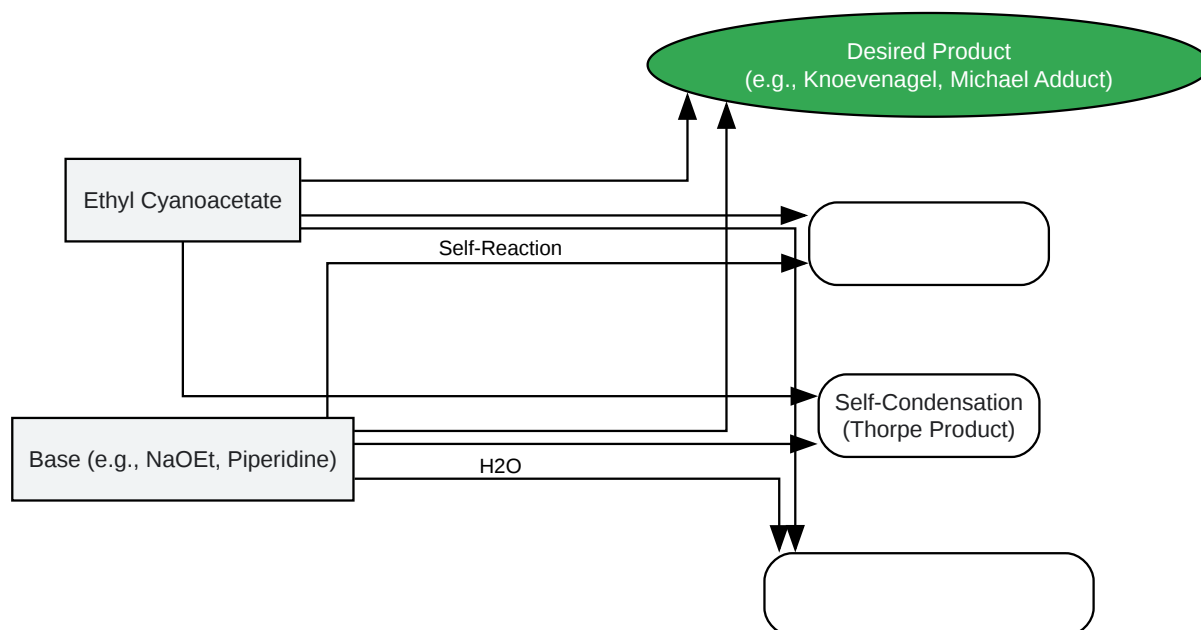 Desired Product
(e.g., Knoevenagel, Michael Adduct)
Ethyl Cyanoacetate
Self-Reaction
Self-Condensation
(Thorpe Product)
Base (e.g., NaOEt, Piperidine)
H2O